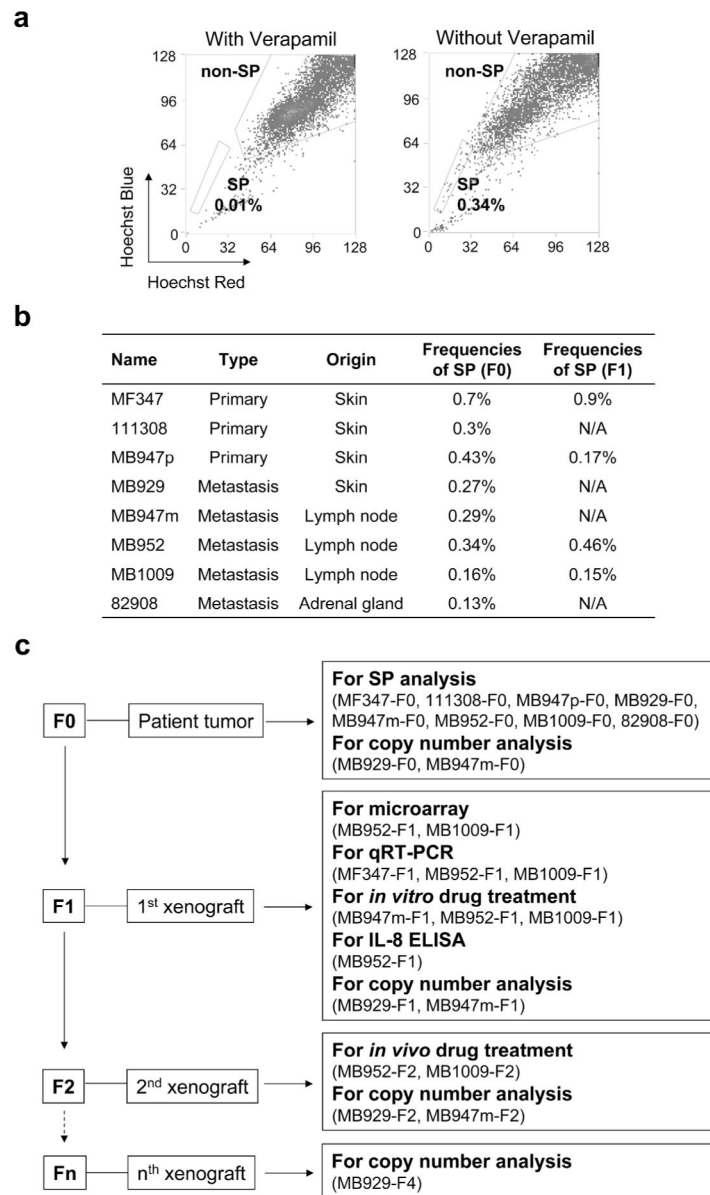 a
With Verapamil
Without Verapamil
128
96
64
32
0
0 32 64 96 128
non-SP
SP
0.01%
128
96
64
32
0
0 32 64 96 128
non-SP
SP
0.34%
Hoechst Blue
Hoechst Red
b
Name Type Origin Frequencies of SP (F0) Frequencies of SP (F1)
MF347 Primary Skin 0.7% 0.9%
111308 Primary Skin 0.3% N/A
MB947p Primary Skin 0.43% 0.17%
MB929 Metastasis Skin 0.27% N/A
MB947m Metastasis Lymph node 0.29% N/A
MB952 Metastasis Lymph node 0.34% 0.46%
MB1009 Metastasis Lymph node 0.16% 0.15%
82908 Metastasis Adrenal gland 0.13% N/A
c
F0 Patient tumor
For SP analysis
(MF347-F0, 111308-F0, MB947p-F0, MB929-F0,
MB947m-F0, MB952-F0, MB1009-F0, 82908-F0)
For copy number analysis
(MB929-F0, MB947m-F0)
F1 1st xenograft
For microarray
(MB952-F1, MB1009-F1)
For qRT-PCR
(MF347-F1, MB952-F1, MB1009-F1)
For in vitro drug treatment
(MB947m-F1, MB952-F1, MB1009-F1)
For IL-8 ELISA
(MB952-F1)
For copy number analysis
(MB929-F1, MB947m-F1)
F2 2nd xenograft
For in vivo drug treatment
(MB952-F2, MB1009-F2)
For copy number analysis
(MB929-F2, MB947m-F2)
Fn nth xenograft
For copy number analysis
(MB929-F4)